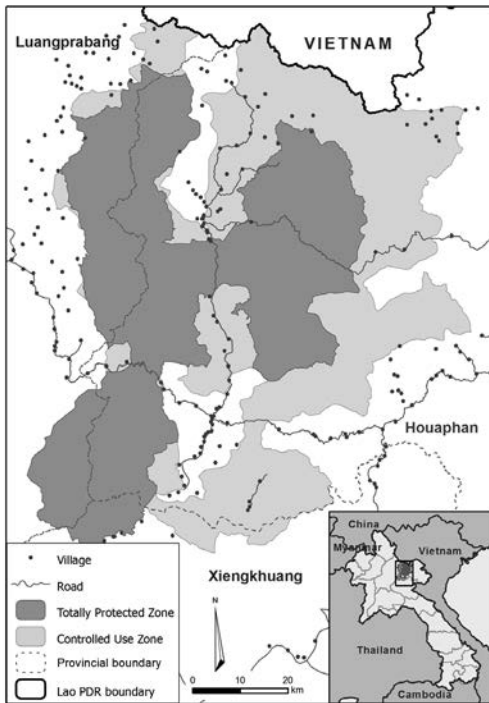 Luangprabang
VIETNAM
Houaphan
Xiengkhuang
Village
Road
Totally Protected Zone
Controlled Use Zone
Provincial boundary
Lao PDR boundary
N
0 10 20
km
China
Myanmar
Vietnam
Thailand
Cambodia